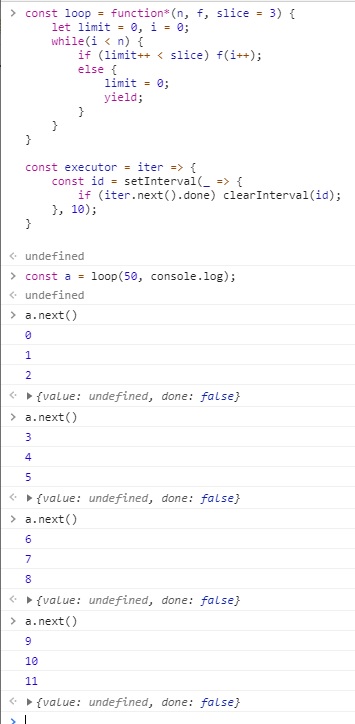 > const loop = function*(n, f, slice = 3) {
let limit = 0, i = 0;
while(i < n) {
if (limit++ < slice) f(i++);
else {
limit = 0;
yield;
}
}
}
const executor = iter => {
const id = setInterval(_ => {
if (iter.next().done) clearInterval(id);
}, 10);
}
undefined
> const a = loop(50, console.log);
undefined
> a.next()
0
1
2
{value: undefined, done: false}
> a.next()
3
4
5
{value: undefined, done: false}
> a.next()
6
7
8
{value: undefined, done: false}
> a.next()
9
10
11
{value: undefined, done: false}
>